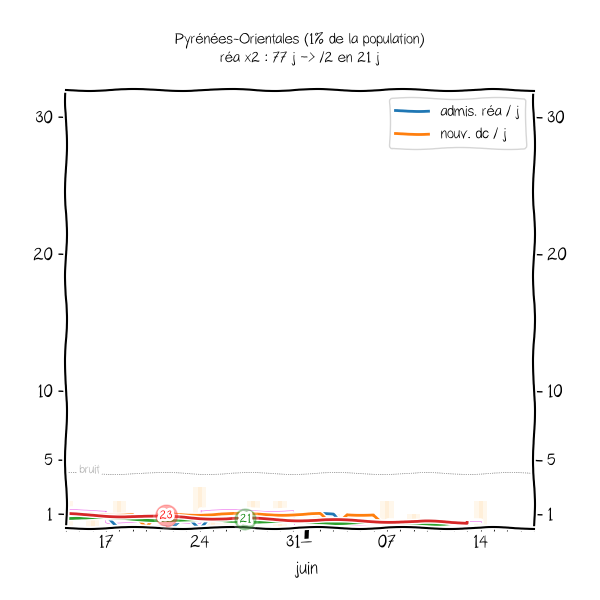 Pyrénées-Orientales (1% de la population)
réa x2 : 77 j -> /2 en 21 j
admis. réa / j
nouv. dc / j
30
30
20
20
10
10
5
5
bruit
1
1
23
21
17
24
31
07
14
juin